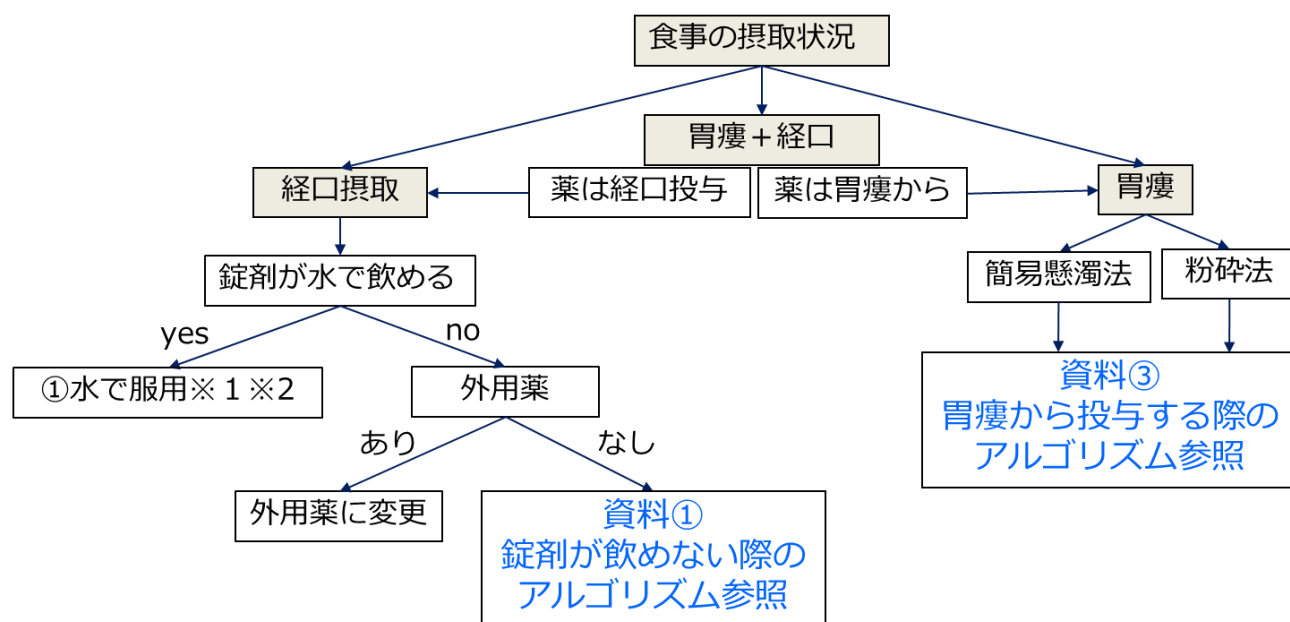 食事の摂取状況
胃瘻＋経口
経口摂取
薬は経口投与
薬は胃瘻から
胃瘻
錠剤が水で飲める
簡易懸濁法
粉砕法
yes
no
①水で服用※１※2
外用薬
資料③
胃瘻から投与する際の
アルゴリズム参照
あり
なし
外用薬に変更
資料①
錠剤が飲めない際の
アルゴリズム参照